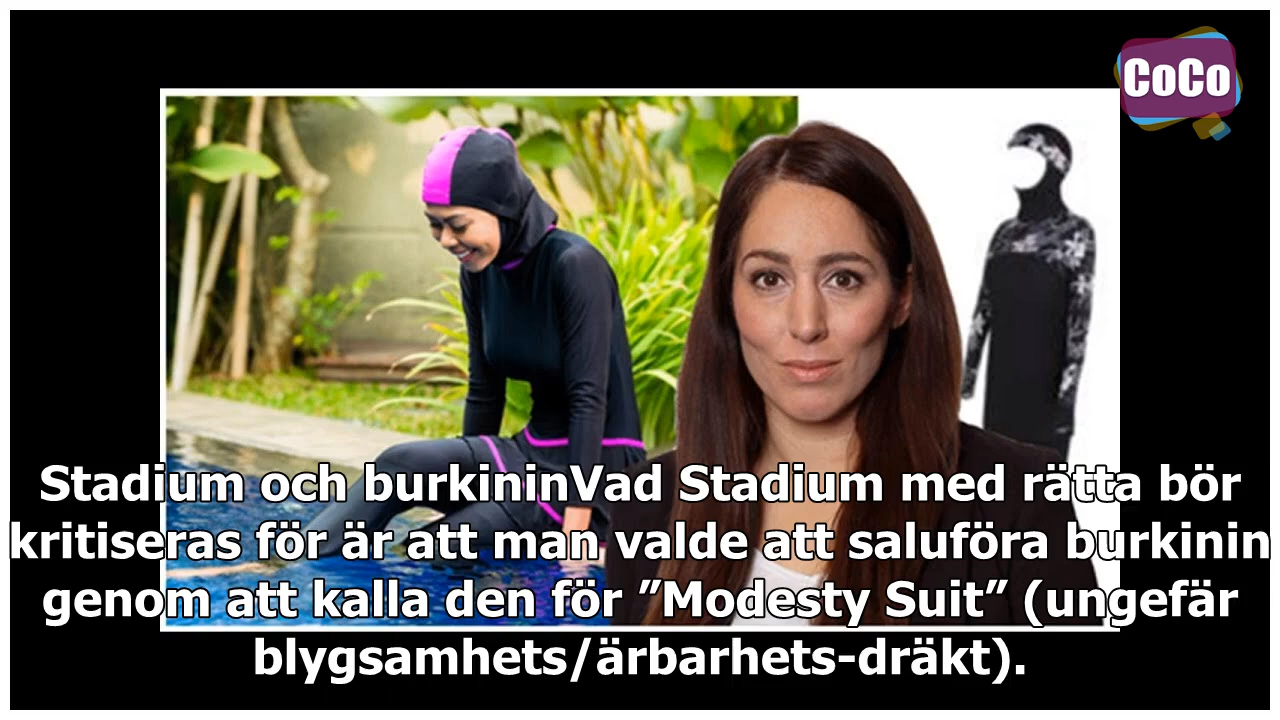 CoCo
Stadium och burkininVad Stadium med rätta bör
kritiseras för är att man valde att saluföra burkinin
genom att kalla den för ”Modesty Suit” (ungefär
blygsamhets/ärbarhets-dräkt).